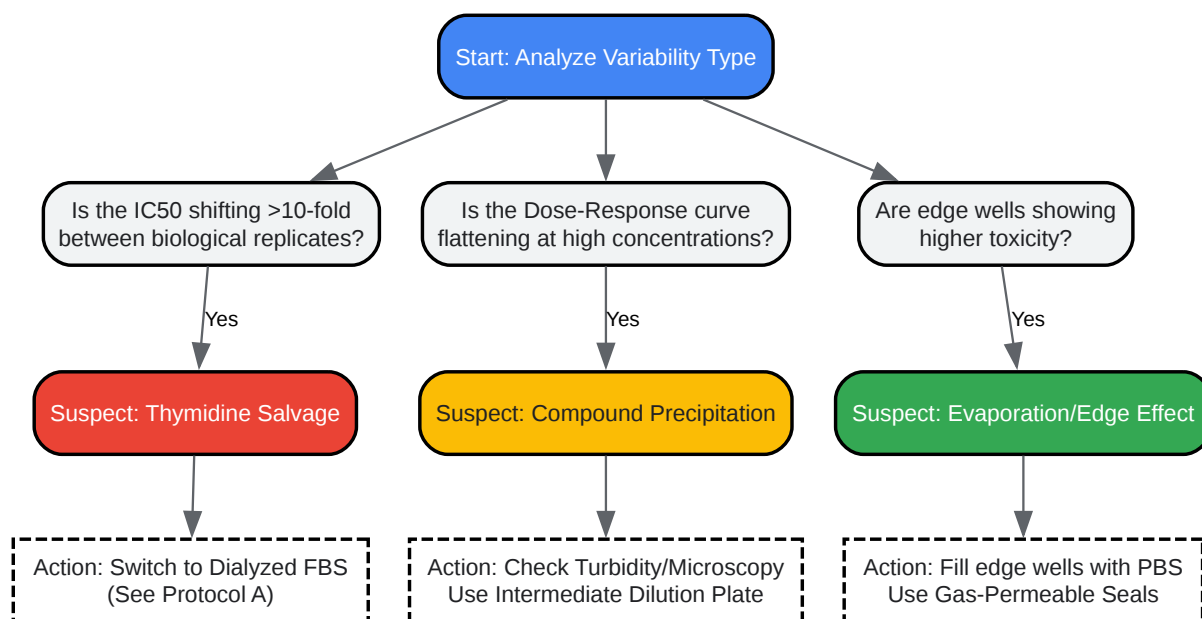 Start: Analyze Variability Type
Is the IC50 shifting >10-fold
between biological replicates?
Is the Dose-Response curve
flattening at high concentrations?
Are edge wells showing
higher toxicity?
Yes
Yes
Yes
Suspect: Thymidine Salvage
Suspect: Compound Precipitation
Suspect: Evaporation/Edge Effect
Action: Switch to Dialyzed FBS
(See Protocol A)
Action: Check Turbidity/Microscopy
Use Intermediate Dilution Plate
Action: Fill edge wells with PBS
Use Gas-Permeable Seals